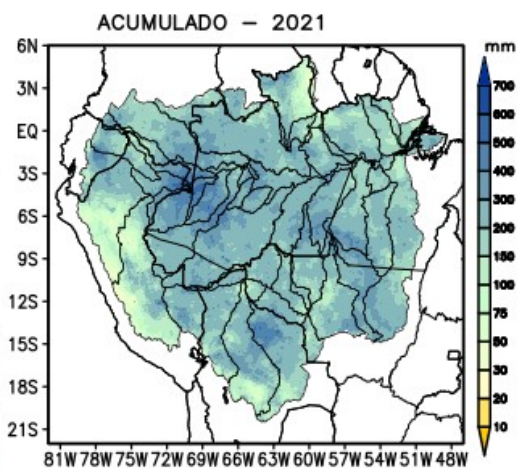 ACUMULADO – 2021
6N
3N
EQ
3S
6S
9S
12S
15S
18S
21S
81W 78W 75W 72W 69W 66W 63W 60W 57W 54W 51W 48W
mm
700
600
500
400
300
200
150
100
75
50
30
20
10